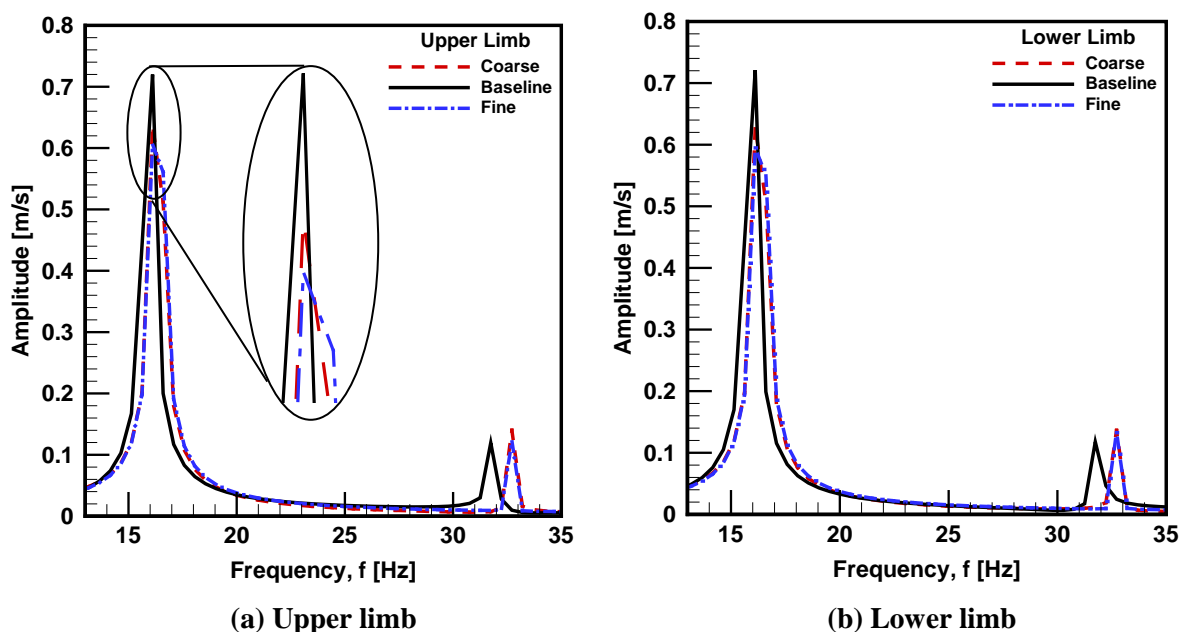 Upper Limb
Coarse
Baseline
Fine
Amplitude [m/s]
0.8
0.7
0.6
0.5
0.4
0.3
0.2
0.1
0
15
20
25
30
35
Frequency, f [Hz]
(a) Upper limb
Lower Limb
Coarse
Baseline
Fine
Amplitude [m/s]
0.8
0.7
0.6
0.5
0.4
0.3
0.2
0.1
0
15
20
25
30
35
Frequency, f [Hz]
(b) Lower limb